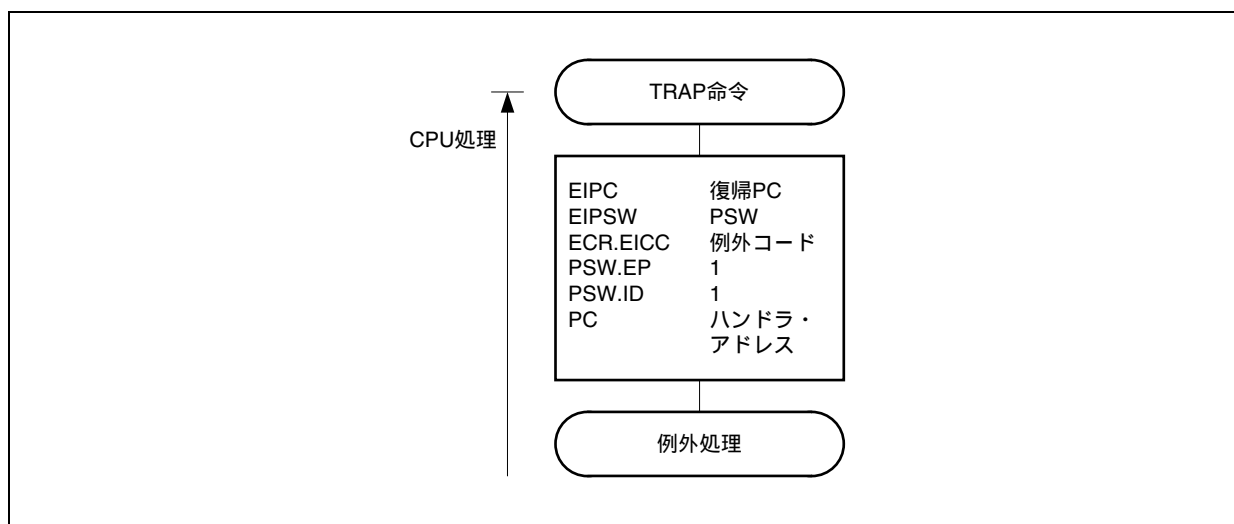 TRAP命令
CPU処理
EIPC 復帰PC
EIPSW PSW
ECR.EICC 例外コード
PSW.EP 1
PSW.ID 1
PC ハンドラ・
アドレス
例外処理